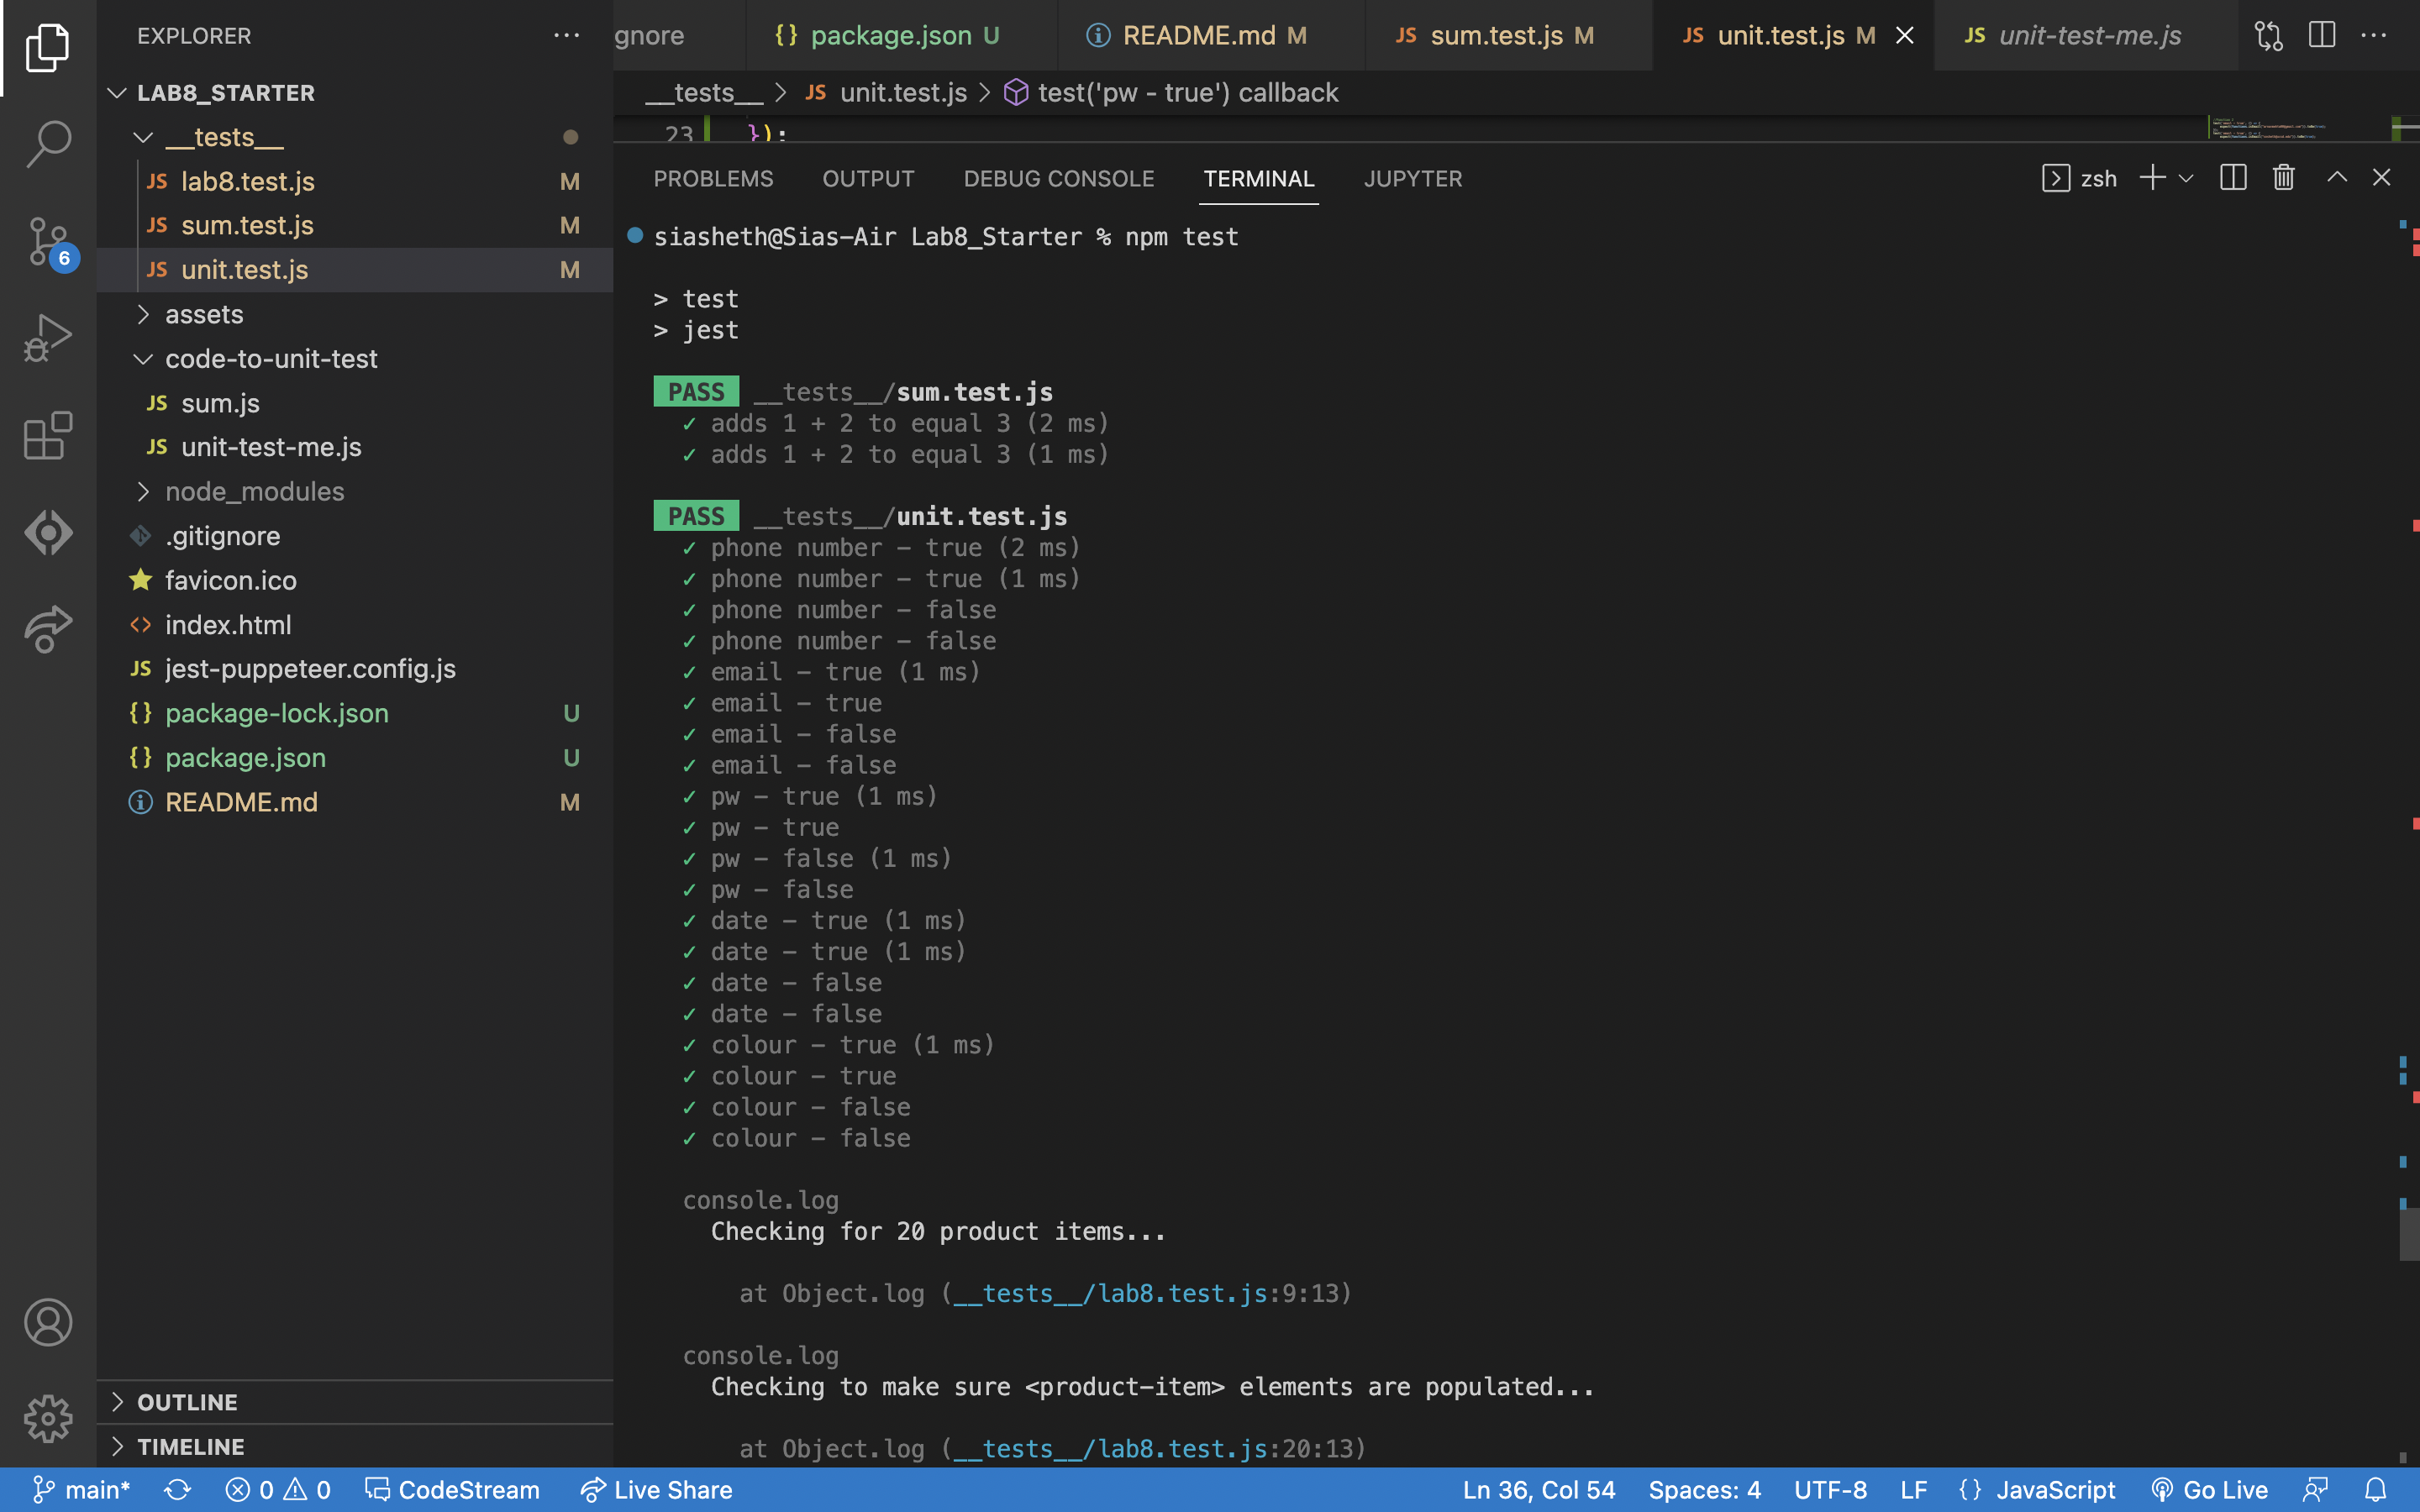 EXPLORER
LAB8_STARTER
__tests__
JS lab8.test.js M
JS sum.test.js M
JS unit.test.js M
assets
code-to-unit-test
JS sum.js
JS unit-test-me.js
node_modules
.gitignore
favicon.ico
<> index.html
JS jest-puppeteer.config.js
{} package-lock.json U
{} package.json U
README.md M
OUTLINE
TIMELINE
6
gnore
{} package.json U
README.md M
JS sum.test.js M
JS unit.test.js M
JS unit-test-me.js
__tests__ > JS unit.test.js > test('pw - true') callback
23 });
PROBLEMS OUTPUT DEBUG CONSOLE TERMINAL JUPYTER
zsh
siasheth@Sias-Air Lab8_Starter % npm test
> test
> jest
PASS __tests__/sum.test.js
✓ adds 1 + 2 to equal 3 (2 ms)
✓ adds 1 + 2 to equal 3 (1 ms)
PASS __tests__/unit.test.js
✓ phone number - true (2 ms)
✓ phone number - true (1 ms)
✓ phone number - false
✓ phone number - false
✓ email - true (1 ms)
✓ email - true
✓ email - false
✓ email - false
✓ pw - true (1 ms)
✓ pw - true
✓ pw - false (1 ms)
✓ pw - false
✓ date - true (1 ms)
✓ date - true (1 ms)
✓ date - false
✓ date - false
✓ colour - true (1 ms)
✓ colour - true
✓ colour - false
✓ colour - false
console.log
Checking for 20 product items...
at Object.log (__tests__/lab8.test.js:9:13)
console.log
Checking to make sure <product-item> elements are populated...
at Object.log (__tests__/lab8.test.js:20:13)
main* 0 0 CodeStream Live Share Ln 36, Col 54 Spaces: 4 UTF-8 LF {} JavaScript Go Live